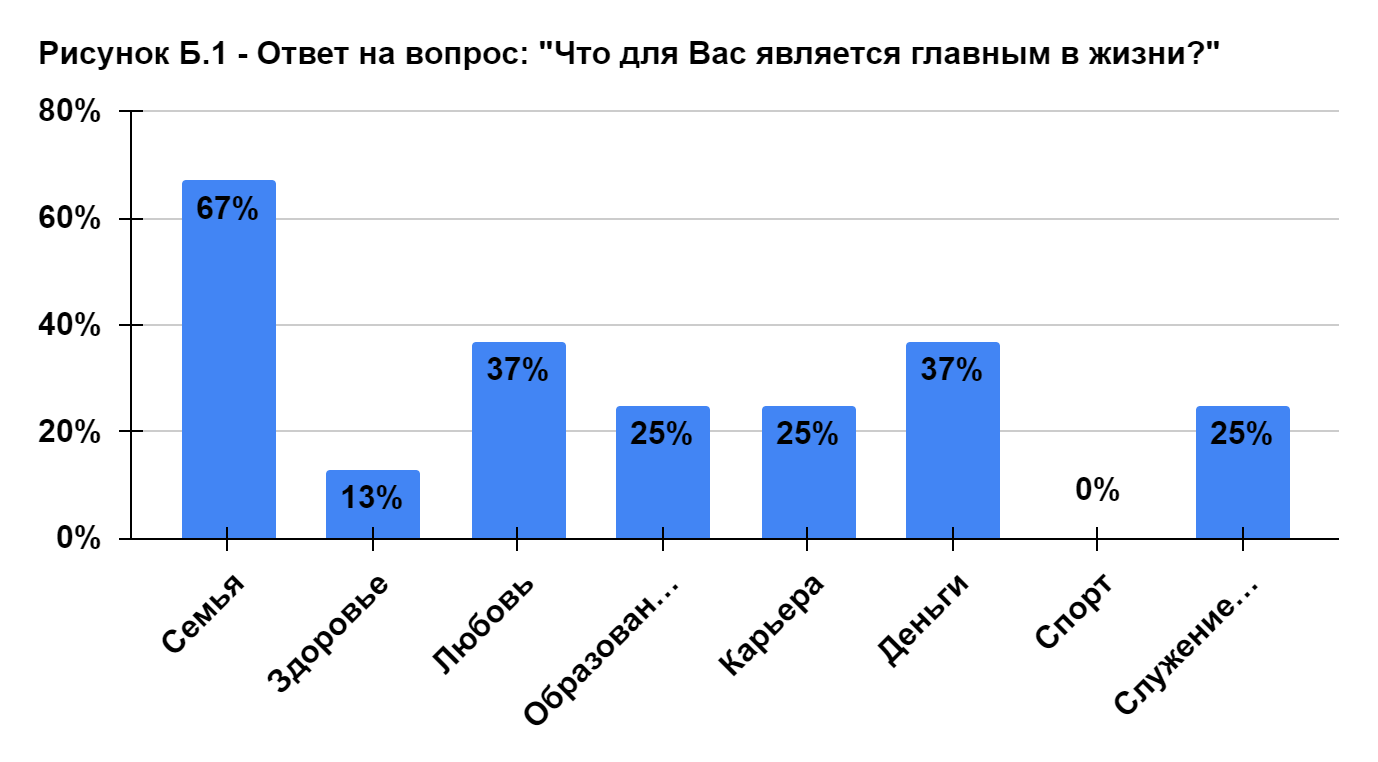 Рисунок Б.1 - Ответ на вопрос: "Что для Вас является главным в жизни?"
80%
60%
40%
20%
0%
67%
13%
37%
25%
25%
37%
0%
25%
Семья
Здоровье
Любовь
Образован...
Карьера
Деньги
Спорт
Служение...